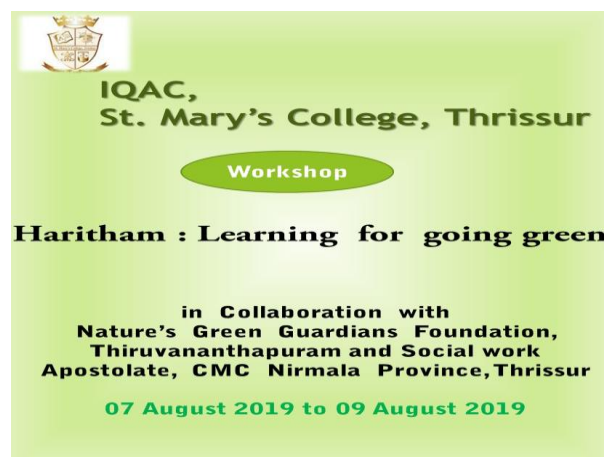 IQAC,
St. Mary's College, Thrissur
Workshop
Haritham : Learning for going green
in Collaboration with
Nature's Green Guardians Foundation,
Thiruvananthapuram and Social work
Apostolate, CMC Nirmala Province,Thrissur
07 August 2019 to 09 August 2019